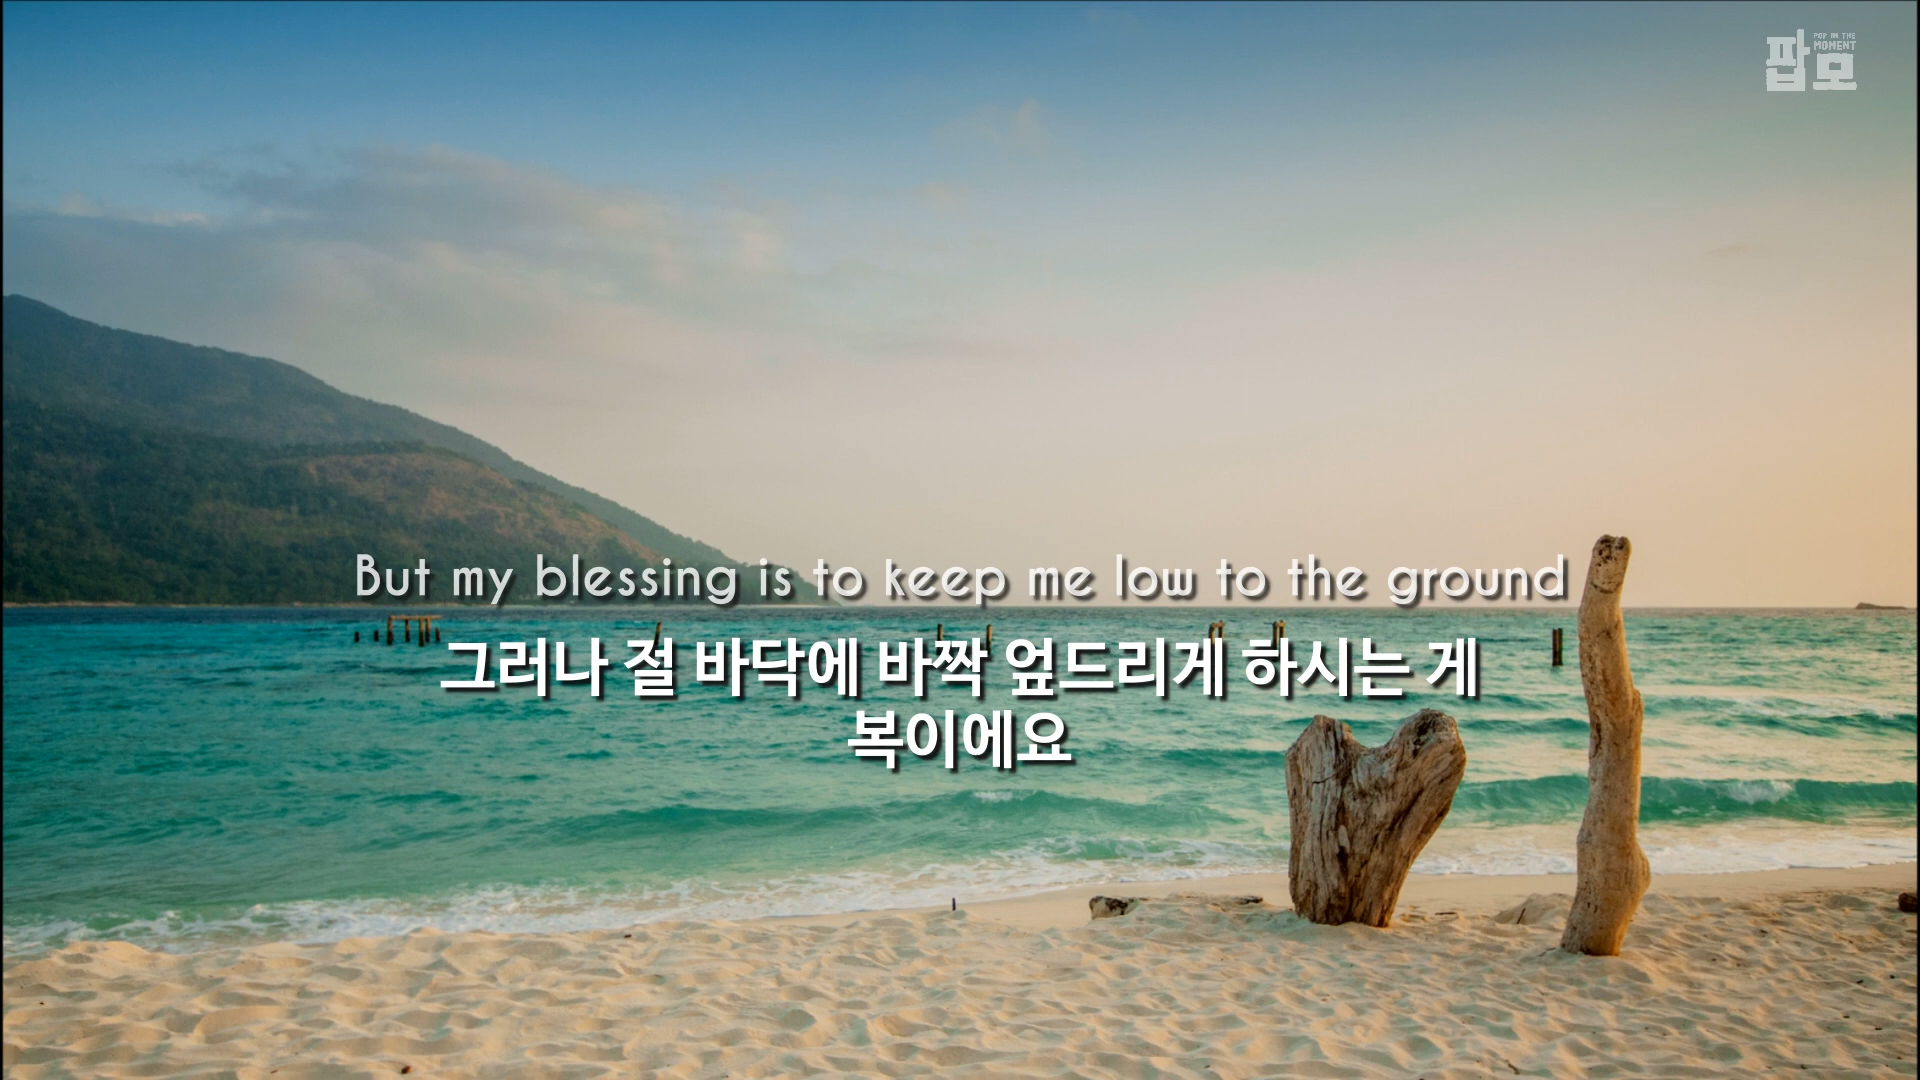 팝모
POP IN THE
MOMENT
But my blessing is to keep me low to the ground
그러나 절 바닥에 바짝 엎드리게 하시는 게
복이에요